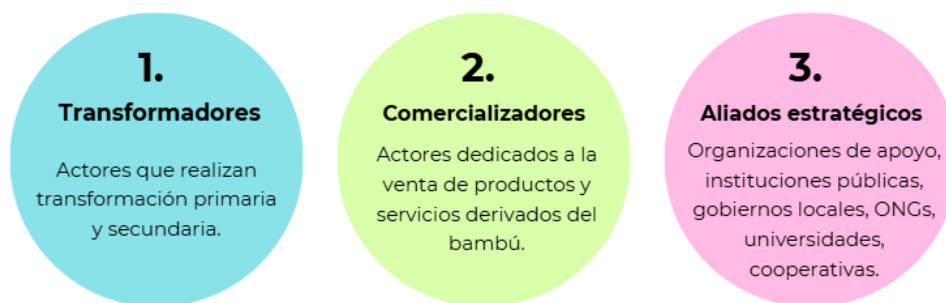 1.
Transformadores
Actores que realizan
transformación primaria
y secundaria.
2.
Comercializadores
Actores dedicados a la
venta de productos y
servicios derivados del
bambú.
3.
Aliados estratégicos
Organizaciones de apoyo,
instituciones públicas,
gobiernos locales, ONGs,
universidades,
cooperativas.